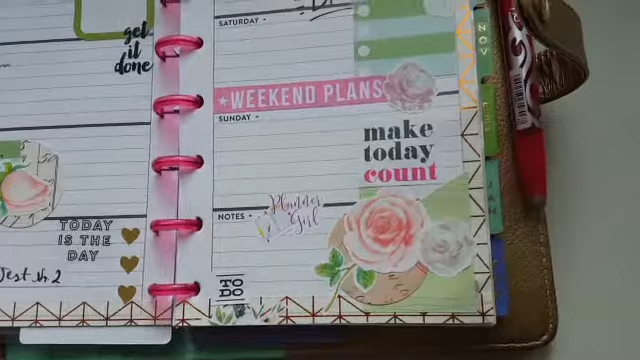 get
it
done
TODAY
IS THE
DAY
SATURDAY -
WEEKEND PLANS
SUNDAY -
make
today
count
NOTES -
Planner
Girl
TO
DO
NOV
JAN